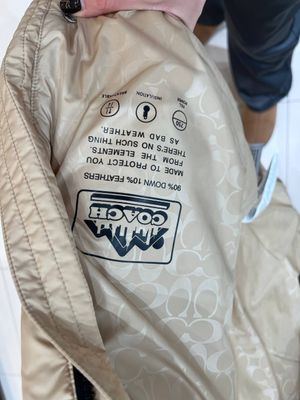 COACH
90% DOWN 10% FEATHERS
MADE TO PROTECT YOU
FROM THE ELEMENTS.
THERE'S NO SUCH THING
AS BAD WEATHER.
INSULATION
BREATHABLE